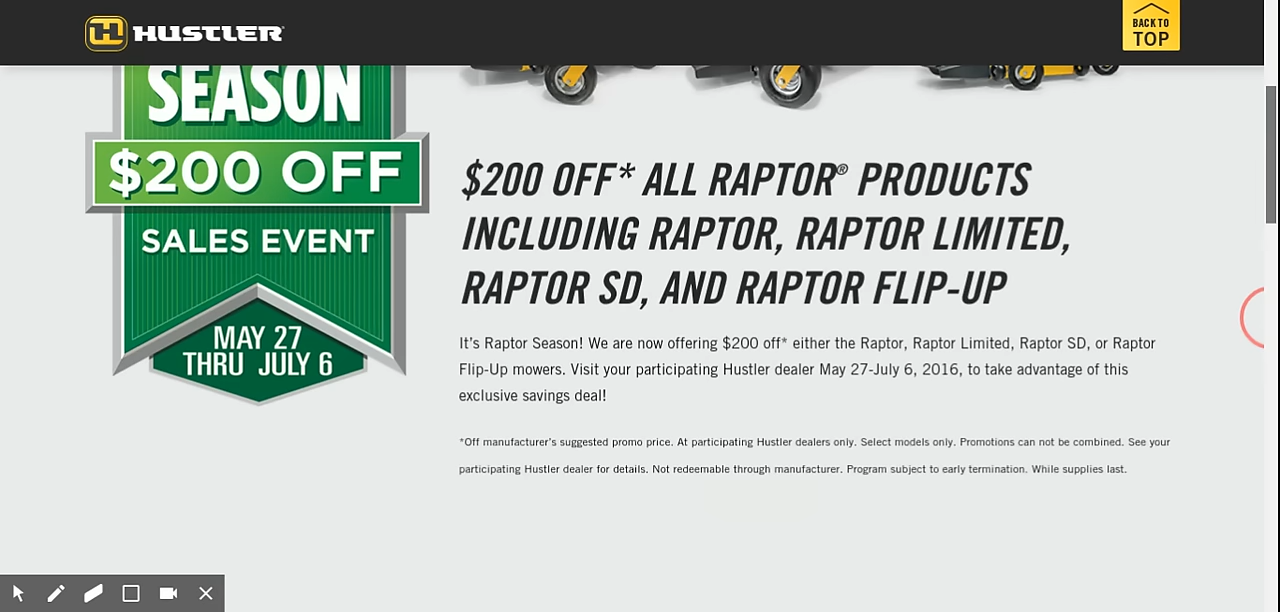 HUSTLER
BACK TO
TOP
SEASON
$200 OFF
SALES EVENT
MAY 27
THRU JULY 6
$200 OFF* ALL RAPTOR® PRODUCTS
INCLUDING RAPTOR, RAPTOR LIMITED,
RAPTOR SD, AND RAPTOR FLIP-UP
It's Raptor Season! We are now offering $200 off* either the Raptor, Raptor Limited, Raptor SD, or Raptor
Flip-Up mowers. Visit your participating Hustler dealer May 27-July 6, 2016, to take advantage of this
exclusive savings deal!
*Off manufacturer's suggested promo price. At participating Hustler dealers only. Select models only. Promotions can not be combined. See your
participating Hustler dealer for details. Not redeemable through manufacturer. Program subject to early termination. While supplies last.